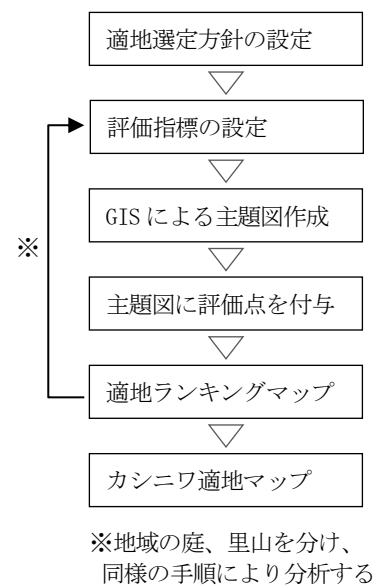 適地選定方針の設定
評価指標の設定
GISによる主題図作成
※
主題図に評価点を付与
適地ランキングマップ
カシニワ適地マップ
※地域の庭、里山を分け、
同様の手順により分析する